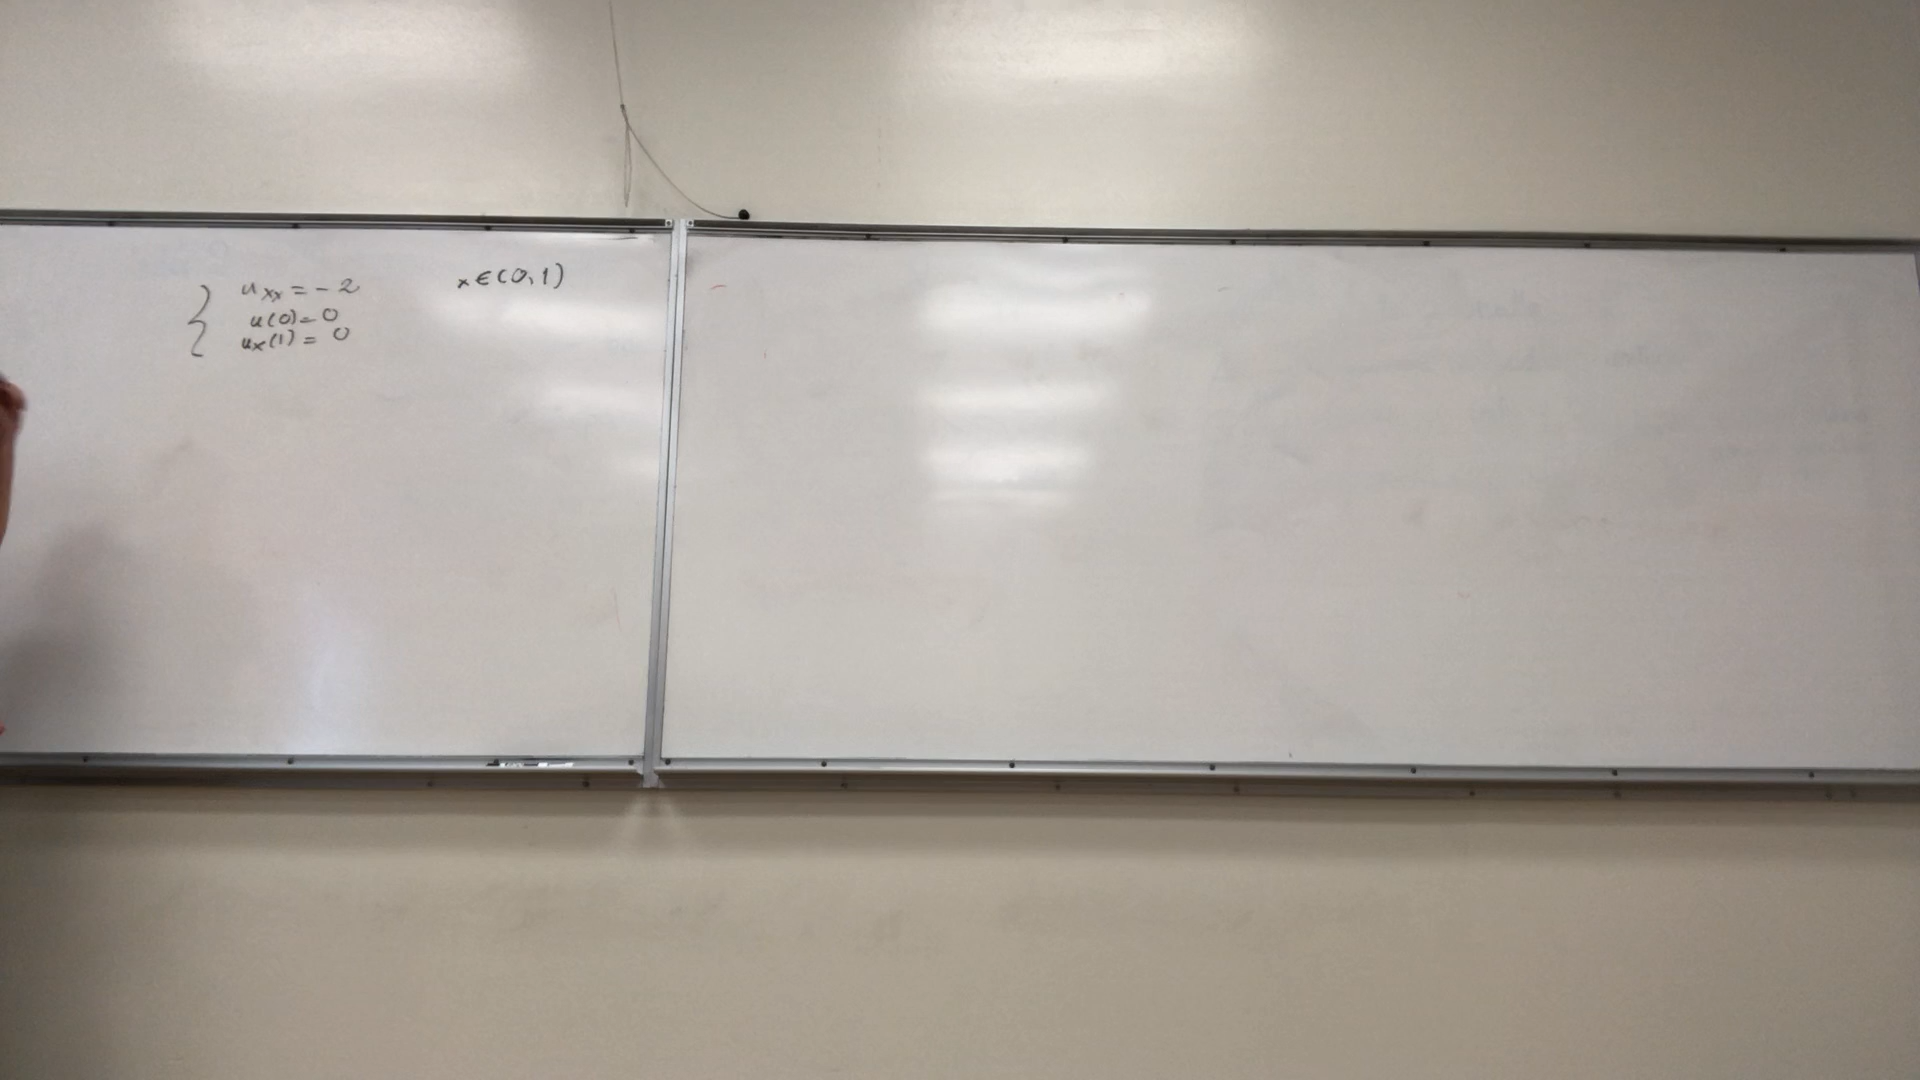 u_xx = -2 x ∈ (0,1)
u(0) = 0
u_x(1) = 0